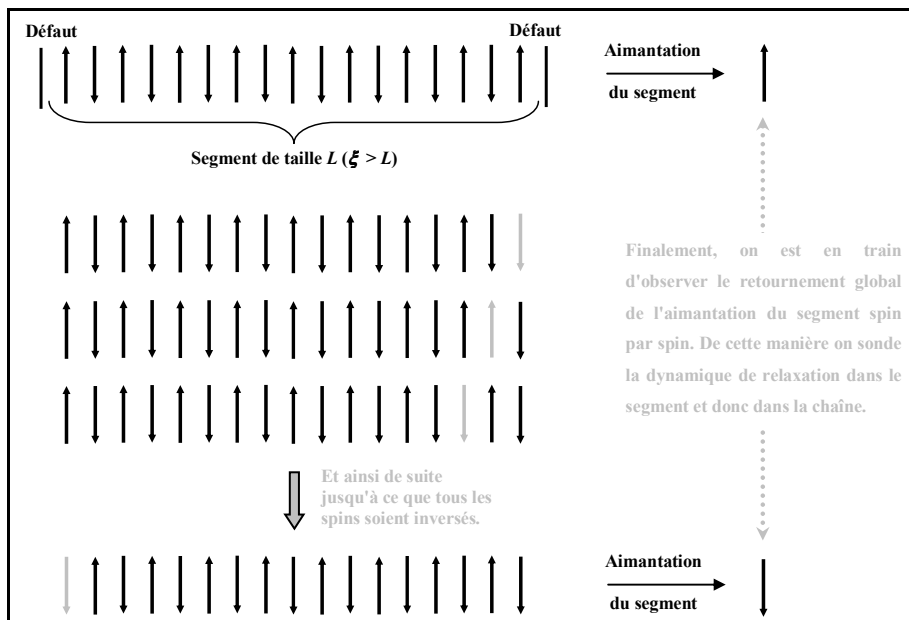 Défaut
Défaut
Aimantation
du segment
Segment de taille L (ξ > L)
Finalement, on est en train
d'observer le retournement global
de l'aimantation du segment spin
par spin. De cette manière on sonde
la dynamique de relaxation dans le
segment et donc dans la chaîne.
Et ainsi de suite
jusqu'à ce que tous les
spins soient inversés.
Aimantation
du segment